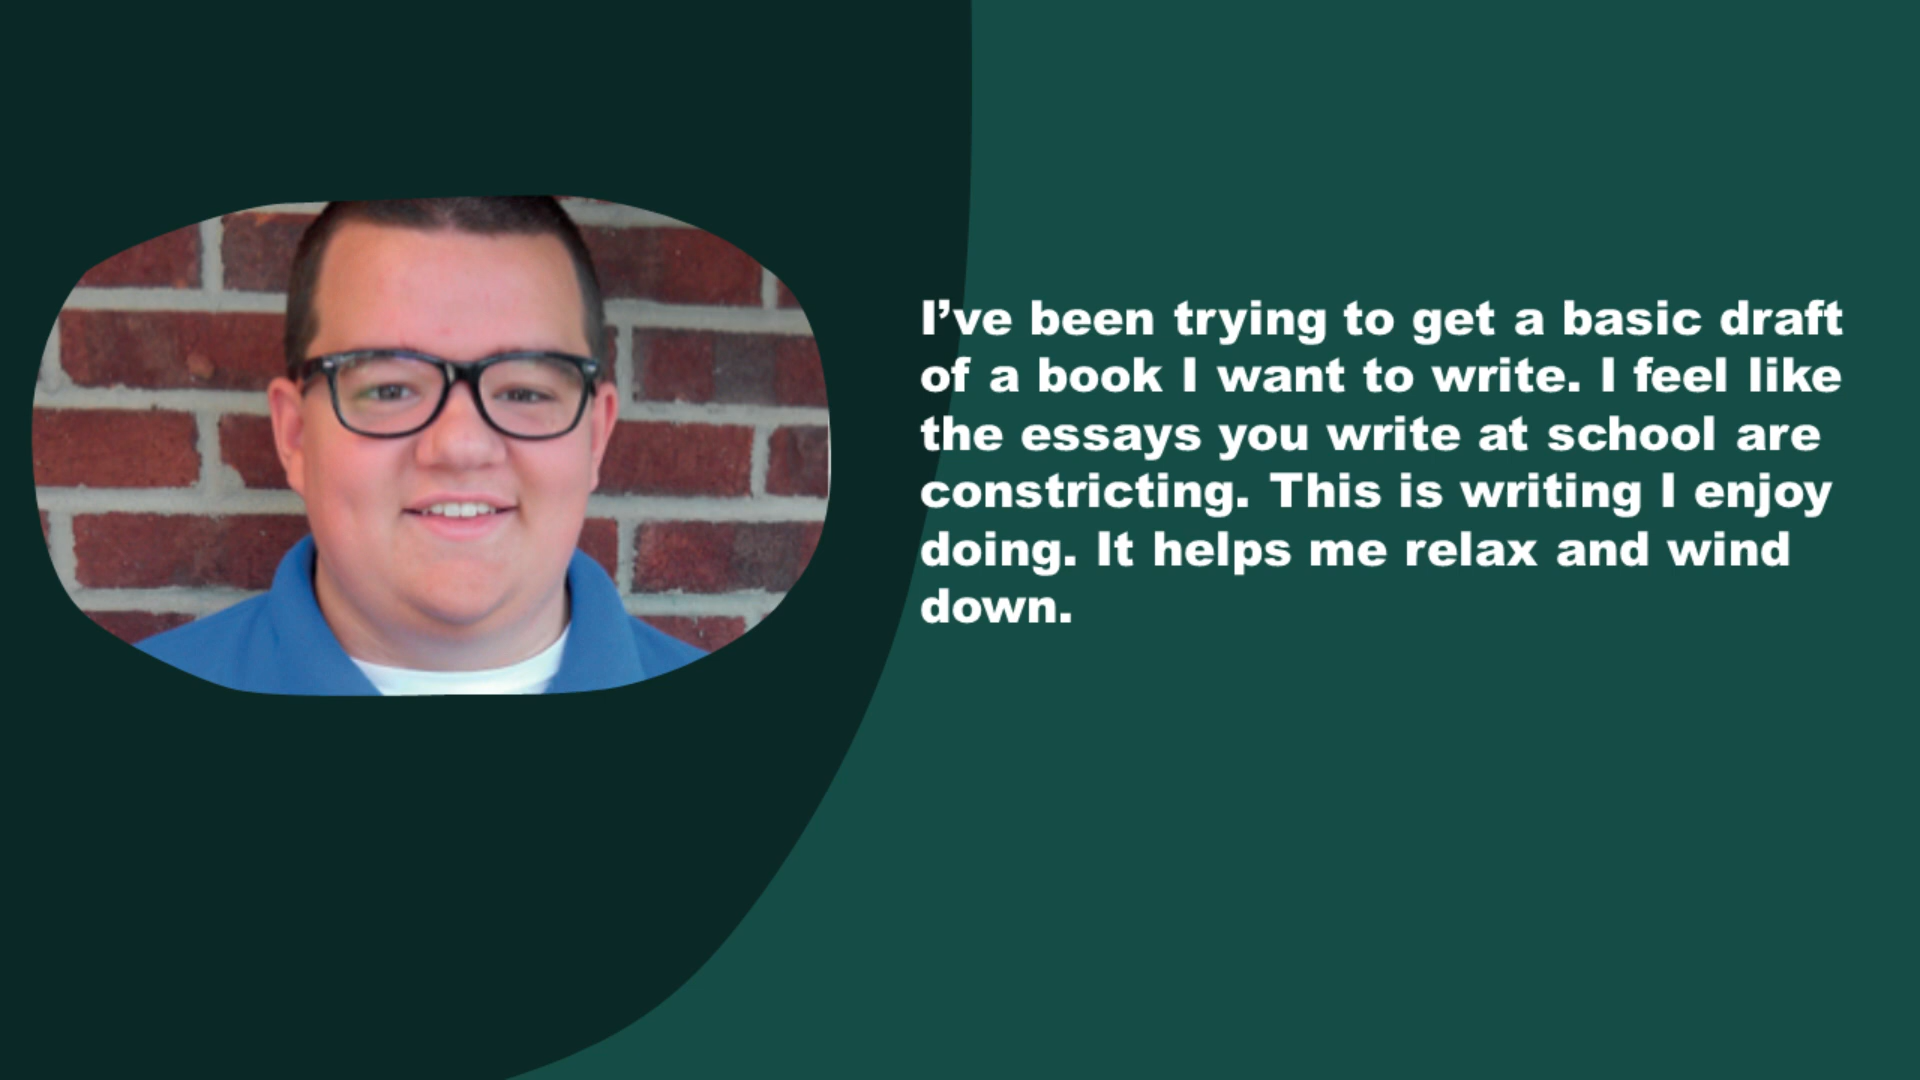 I’ve been trying to get a basic draft
of a book I want to write. I feel like
the essays you write at school are
constricting. This is writing I enjoy
doing. It helps me relax and wind
down.